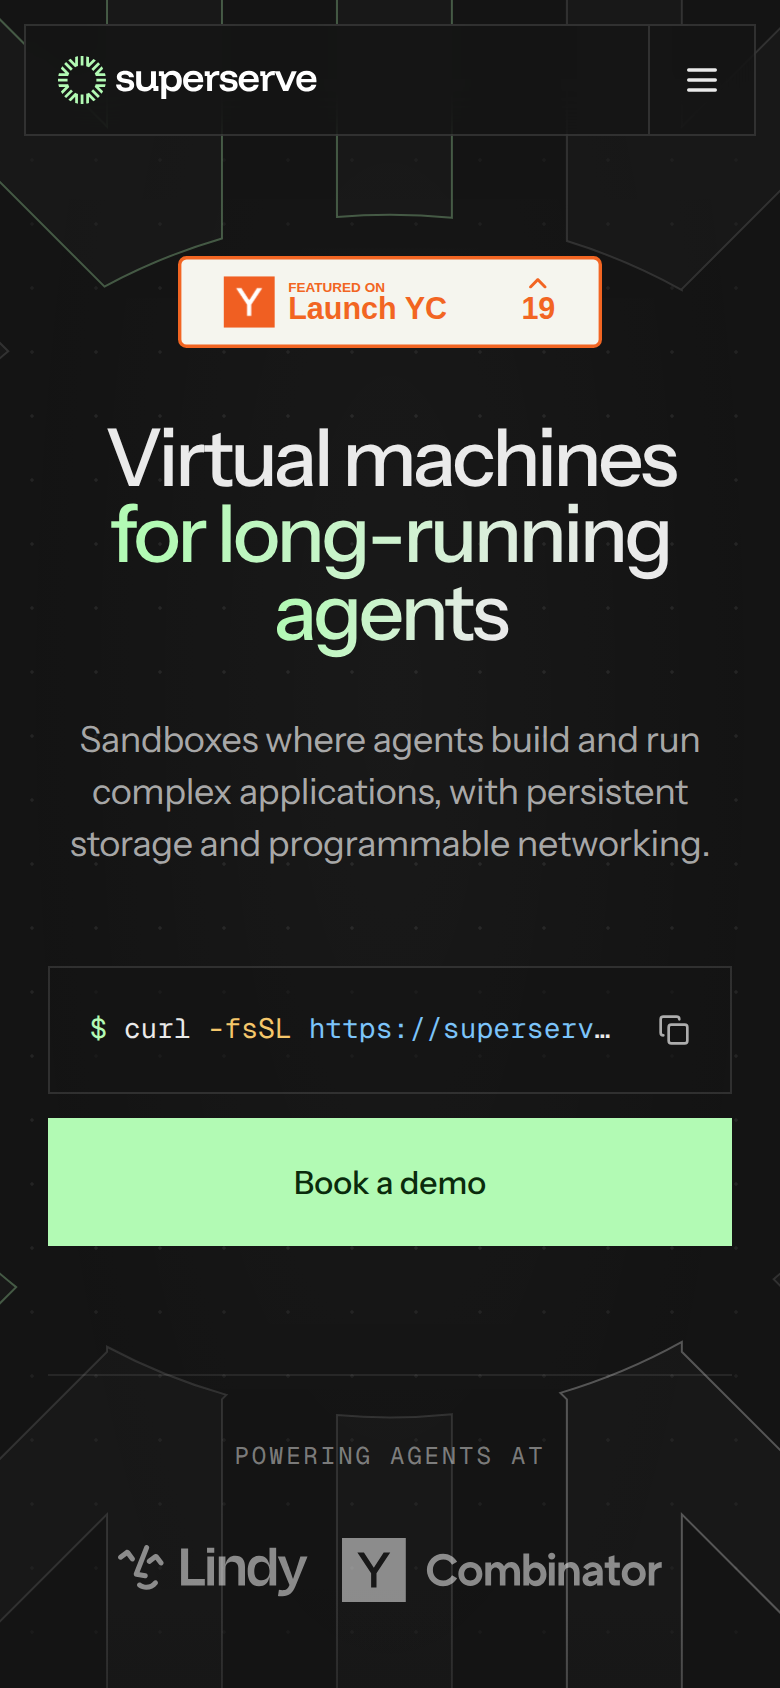 superserve
FEATURED ON
Launch YC
19
Virtual machines
for long-running
agents
Sandboxes where agents build and run
complex applications, with persistent
storage and programmable networking.
$ curl -fsSL https://superserv…
Book a demo
POWERING AGENTS AT
Lindy
Y Combinator